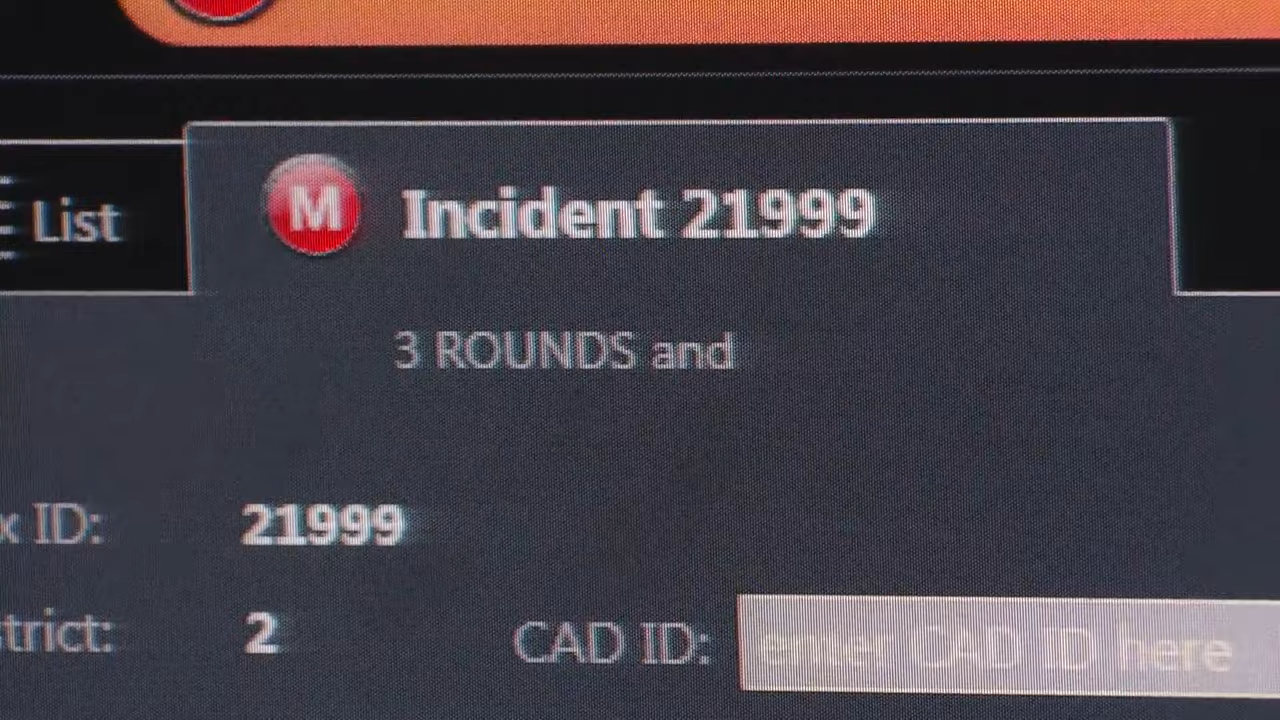 List
M Incident 21999
3 ROUNDS and
x ID: 21999
trict: 2 CAD ID: enter CAD ID here